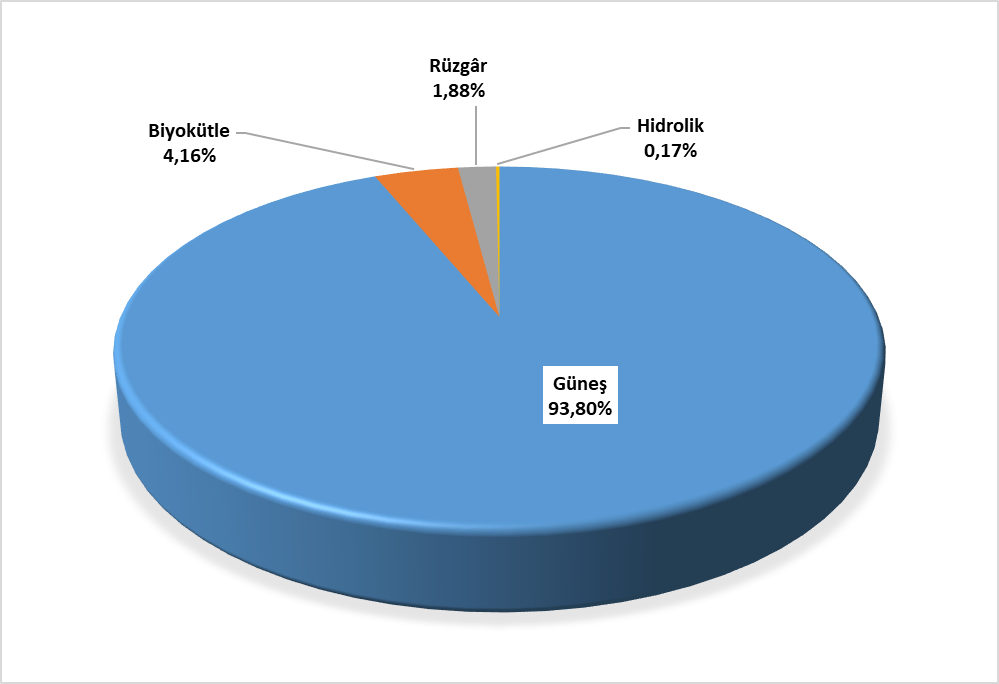 Rüzgâr
1,88%
Biyokütle
4,16%
Hidrolik
0,17%
Güneş
93,80%